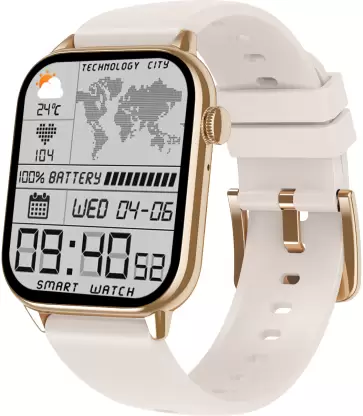 TECHNOLOGY CITY
24°C
104
100% BATTERY
WED 04-06
09:40 52
SMART WATCH